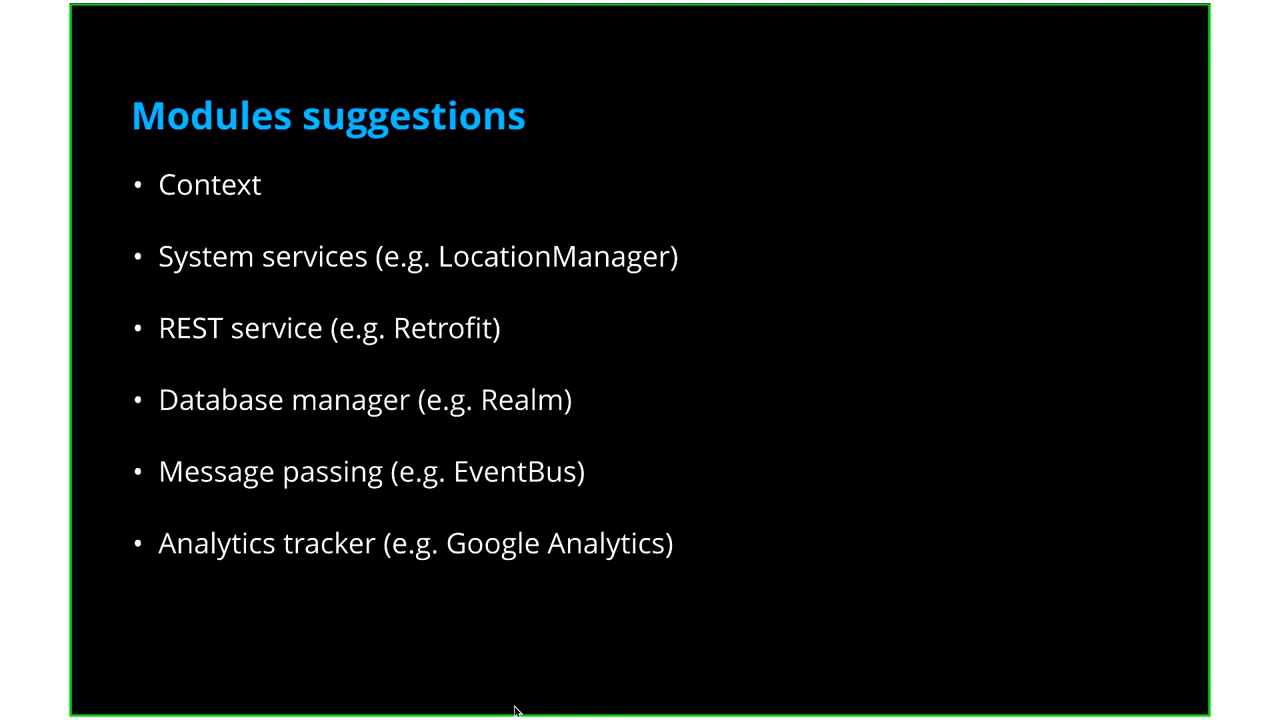 Modules suggestions
• Context
• System services (e.g. LocationManager)
• REST service (e.g. Retrofit)
• Database manager (e.g. Realm)
• Message passing (e.g. EventBus)
• Analytics tracker (e.g. Google Analytics)